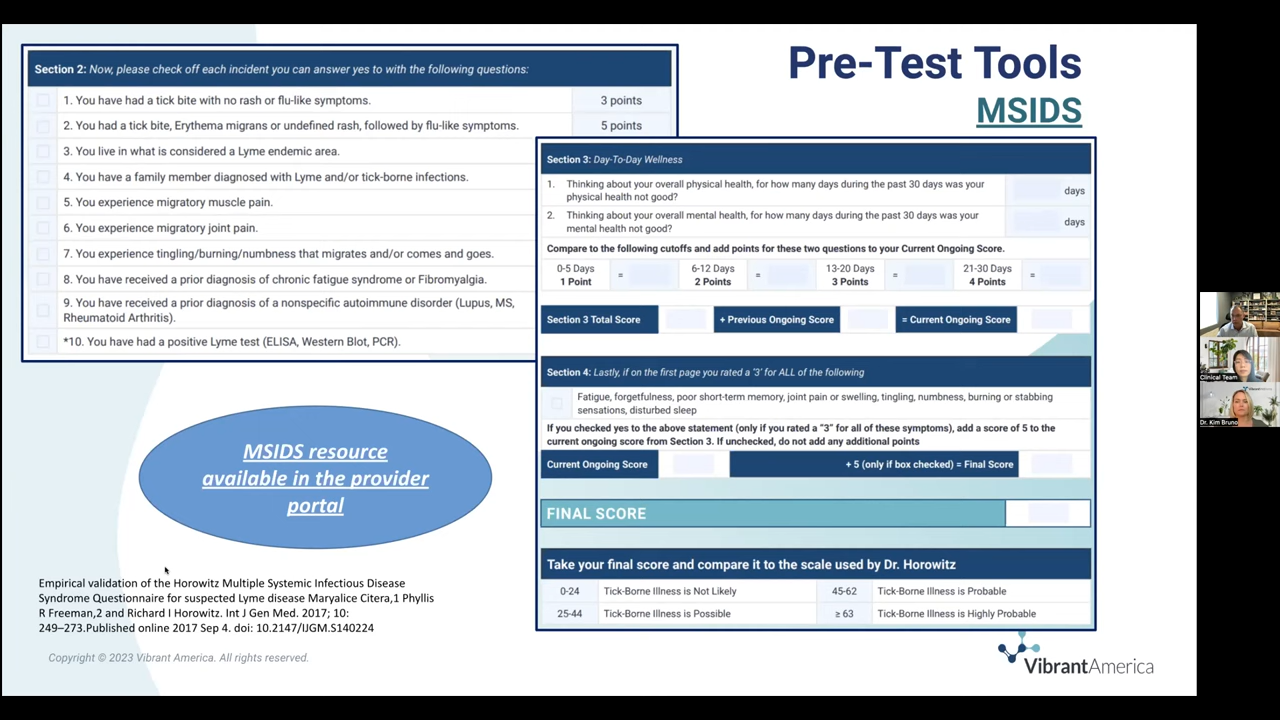 Pre-Test Tools
MSIDS
Section 2: Now, please check off each incident you can answer yes to with the following questions:
1. You have had a tick bite with no rash or flu-like symptoms.
3 points
2. You had a tick bite, Erythema migrans or undefined rash, followed by flu-like symptoms.
5 points
3. You live in what is considered a Lyme endemic area.
4. You have a family member diagnosed with Lyme and/or tick-borne infections.
5. You experience migratory muscle pain.
6. You experience migratory joint pain.
7. You experience tingling/burning/numbness that migrates and/or comes and goes.
8. You have received a prior diagnosis of chronic fatigue syndrome or Fibromyalgia.
9. You have received a prior diagnosis of a nonspecific autoimmune disorder (Lupus, MS,
Rheumatoid Arthritis).
*10. You have had a positive Lyme test (ELISA, Western Blot, PCR).
Section 3: Day-To-Day Wellness
1. Thinking about your overall physical health, for how many days during the past 30 days was your
physical health not good?
days
2. Thinking about your overall mental health, for how many days during the past 30 days was your
mental health not good?
days
Compare to the following cutoffs and add points for these two questions to your Current Ongoing Score.
0-5 Days
1 Point
=
6-12 Days
2 Points
=
13-20 Days
3 Points
=
21-30 Days
4 Points
=
Section 3 Total Score
+ Previous Ongoing Score
= Current Ongoing Score
Section 4: Lastly, if on the first page you rated a '3' for ALL of the following
Fatigue, forgetfulness, poor short-term memory, joint pain or swelling, tingling, numbness, burning or stabbing
sensations, disturbed sleep
If you checked yes to the above statement (only if you rated a "3" for all of these symptoms), add a score of 5 to the
current ongoing score from Section 3. If unchecked, do not add any additional points
Current Ongoing Score
+ 5 (only if box checked) = Final Score
FINAL SCORE
Take your final score and compare it to the scale used by Dr. Horowitz
0-24 Tick-Borne Illness is Not Likely
45-62 Tick-Borne Illness is Probable
25-44 Tick-Borne Illness is Possible
≥ 63 Tick-Borne Illness is Highly Probable
MSIDS resource
available in the provider
portal
Empirical validation of the Horowitz Multiple Systemic Infectious Disease
Syndrome Questionnaire for suspected Lyme disease Maryalice Citera,1 Phyllis
R Freeman,2 and Richard I Horowitz. Int J Gen Med. 2017; 10:
249–273.Published online 2017 Sep 4. doi: 10.2147/IJGM.S140224
Copyright © 2023 Vibrant America. All rights reserved.
VibrantAmerica
Clinical Team
Dr. Kim Bruno